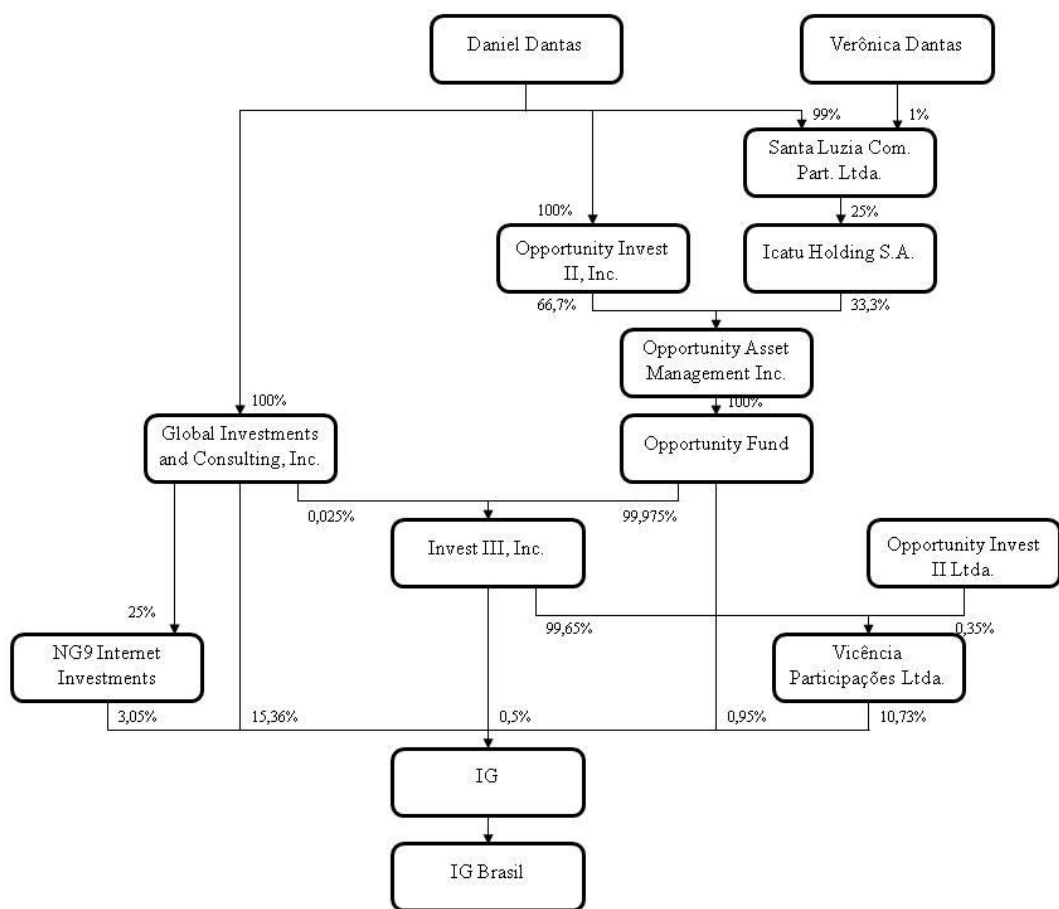 Daniel Dantas
Verônica Dantas
99%
1%
Santa Luzia Com.
Part. Ltda.
100%
25%
Opportunity Invest
II, Inc.
Icatu Holding S.A.
66,7%
33,3%
Opportunity Asset
Management Inc.
100%
100%
Global Investments
and Consulting, Inc.
Opportunity Fund
0,025%
99,975%
Invest III, Inc.
Opportunity Invest
II Ltda.
25%
99,65%
0,35%
NG9 Internet
Investments
Vicência
Participações Ltda.
3,05%
15,36%
0,5%
0,95%
10,73%
IG
IG Brasil